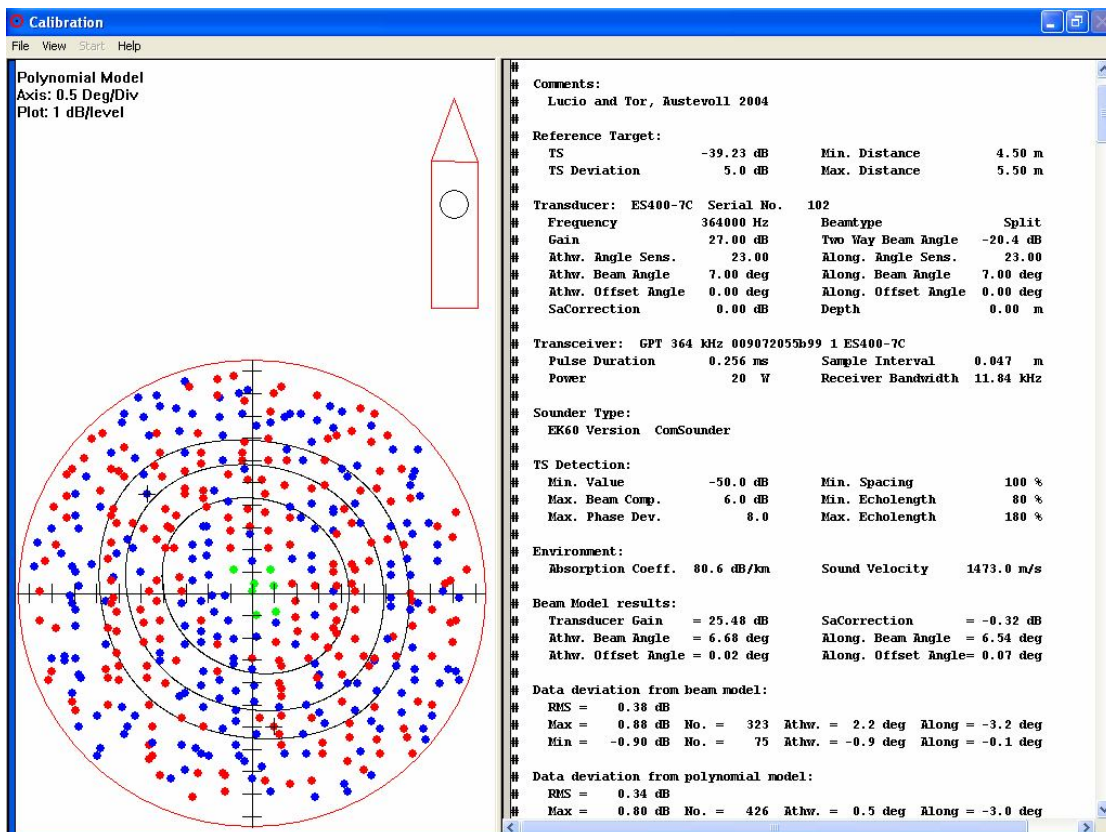 Calibration
File View Start Help
Polynomial Model
Axis: 0.5 Deg/Div
Plot: 1 dB/level
#
# Comments:
# Lucio and Tor, Austevoll 2004
#
# Reference Target:
# TS -39.23 dB Min. Distance 4.50 m
# TS Deviation 5.0 dB Max. Distance 5.50 m
#
# Transducer: ES400-7C Serial No. 102
# Frequency 364000 Hz Beamtype Split
# Gain 27.00 dB Two Way Beam Angle -20.4 dB
# Athw. Angle Sens. 23.00 Along. Angle Sens. 23.00
# Athw. Beam Angle 7.00 deg Along. Beam Angle 7.00 deg
# Athw. Offset Angle 0.00 deg Along. Offset Angle 0.00 deg
# SaCorrection 0.00 dB Depth 0.00 m
#
# Transceiver: GPT 364 kHz 009072055b99 1 ES400-7C
# Pulse Duration 0.256 ms Sample Interval 0.047 m
# Power 20 W Receiver Bandwidth 11.84 kHz
#
# Sounder Type:
# EK60 Version ComSounder
#
# TS Detection:
# Min. Value -50.0 dB Min. Spacing 100 %
# Max. Beam Comp. 6.0 dB Min. Echolength 80 %
# Max. Phase Dev. 8.0 Max. Echolength 180 %
#
# Environment:
# Absorption Coeff. 80.6 dB/km Sound Velocity 1473.0 m/s
#
# Beam Model results:
# Transducer Gain = 25.48 dB SaCorrection = -0.32 dB
# Athw. Beam Angle = 6.68 deg Along. Beam Angle = 6.54 deg
# Athw. Offset Angle = 0.02 deg Along. Offset Angle= 0.07 deg
#
# Data deviation from beam model:
# RMS = 0.38 dB
# Max = 0.88 dB No. = 323 Athw. = 2.2 deg Along = -3.2 deg
# Min = -0.90 dB No. = 75 Athw. = -0.9 deg Along = -0.1 deg
#
# Data deviation from polynomial model:
# RMS = 0.34 dB
# Max = 0.80 dB No. = 426 Athw. = 0.5 deg Along = -3.0 deg